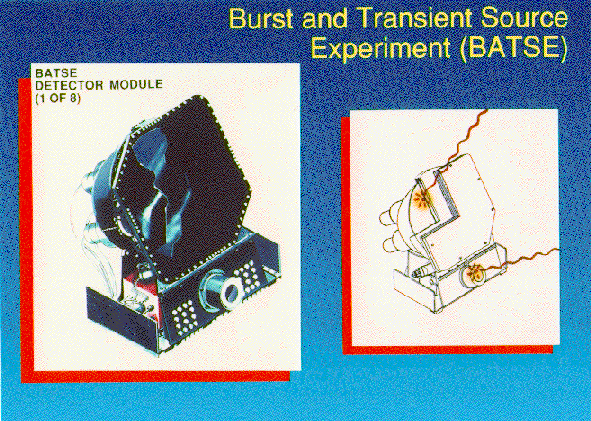 Burst and Transient Source
Experiment (BATSE)
BATSE
DETECTOR MODULE
(1 OF 8)